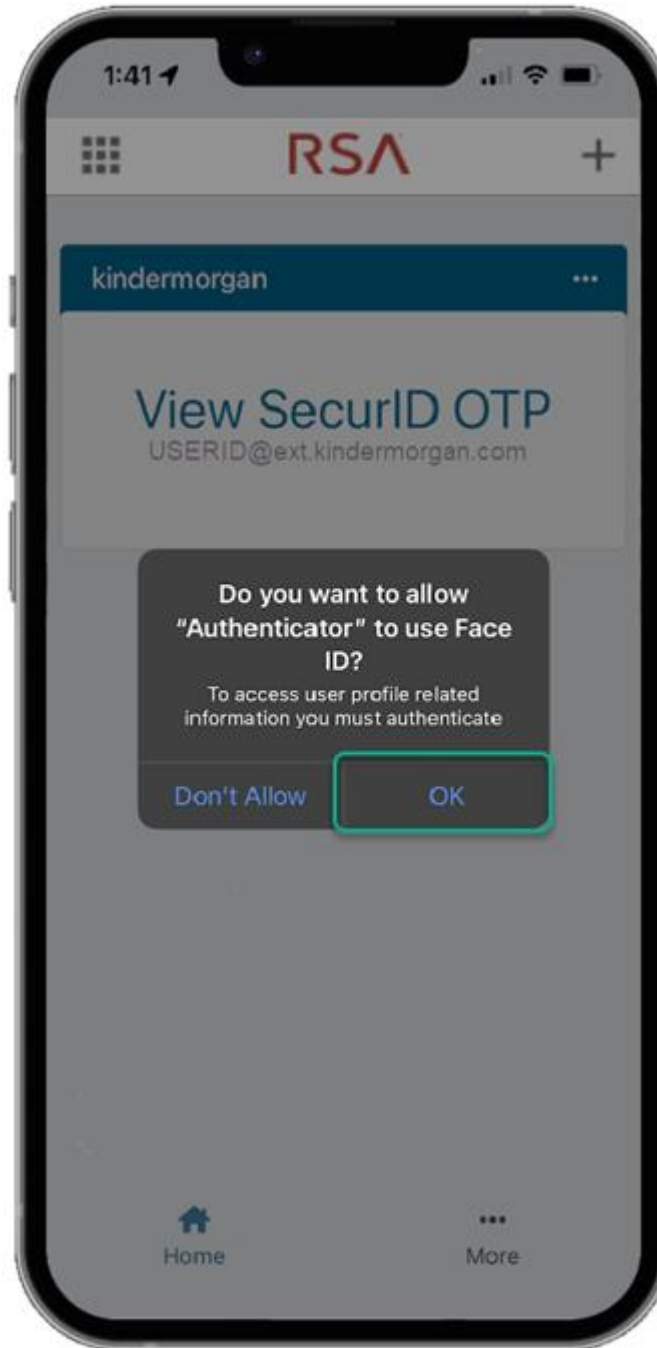 1:41
RSA
+
kindermorgan
...
View SecurID OTP
USERID@ext.kindermorgan.com
Do you want to allow
“Authenticator” to use Face
ID?
To access user profile related
information you must authenticate
Don't Allow
OK
Home
More